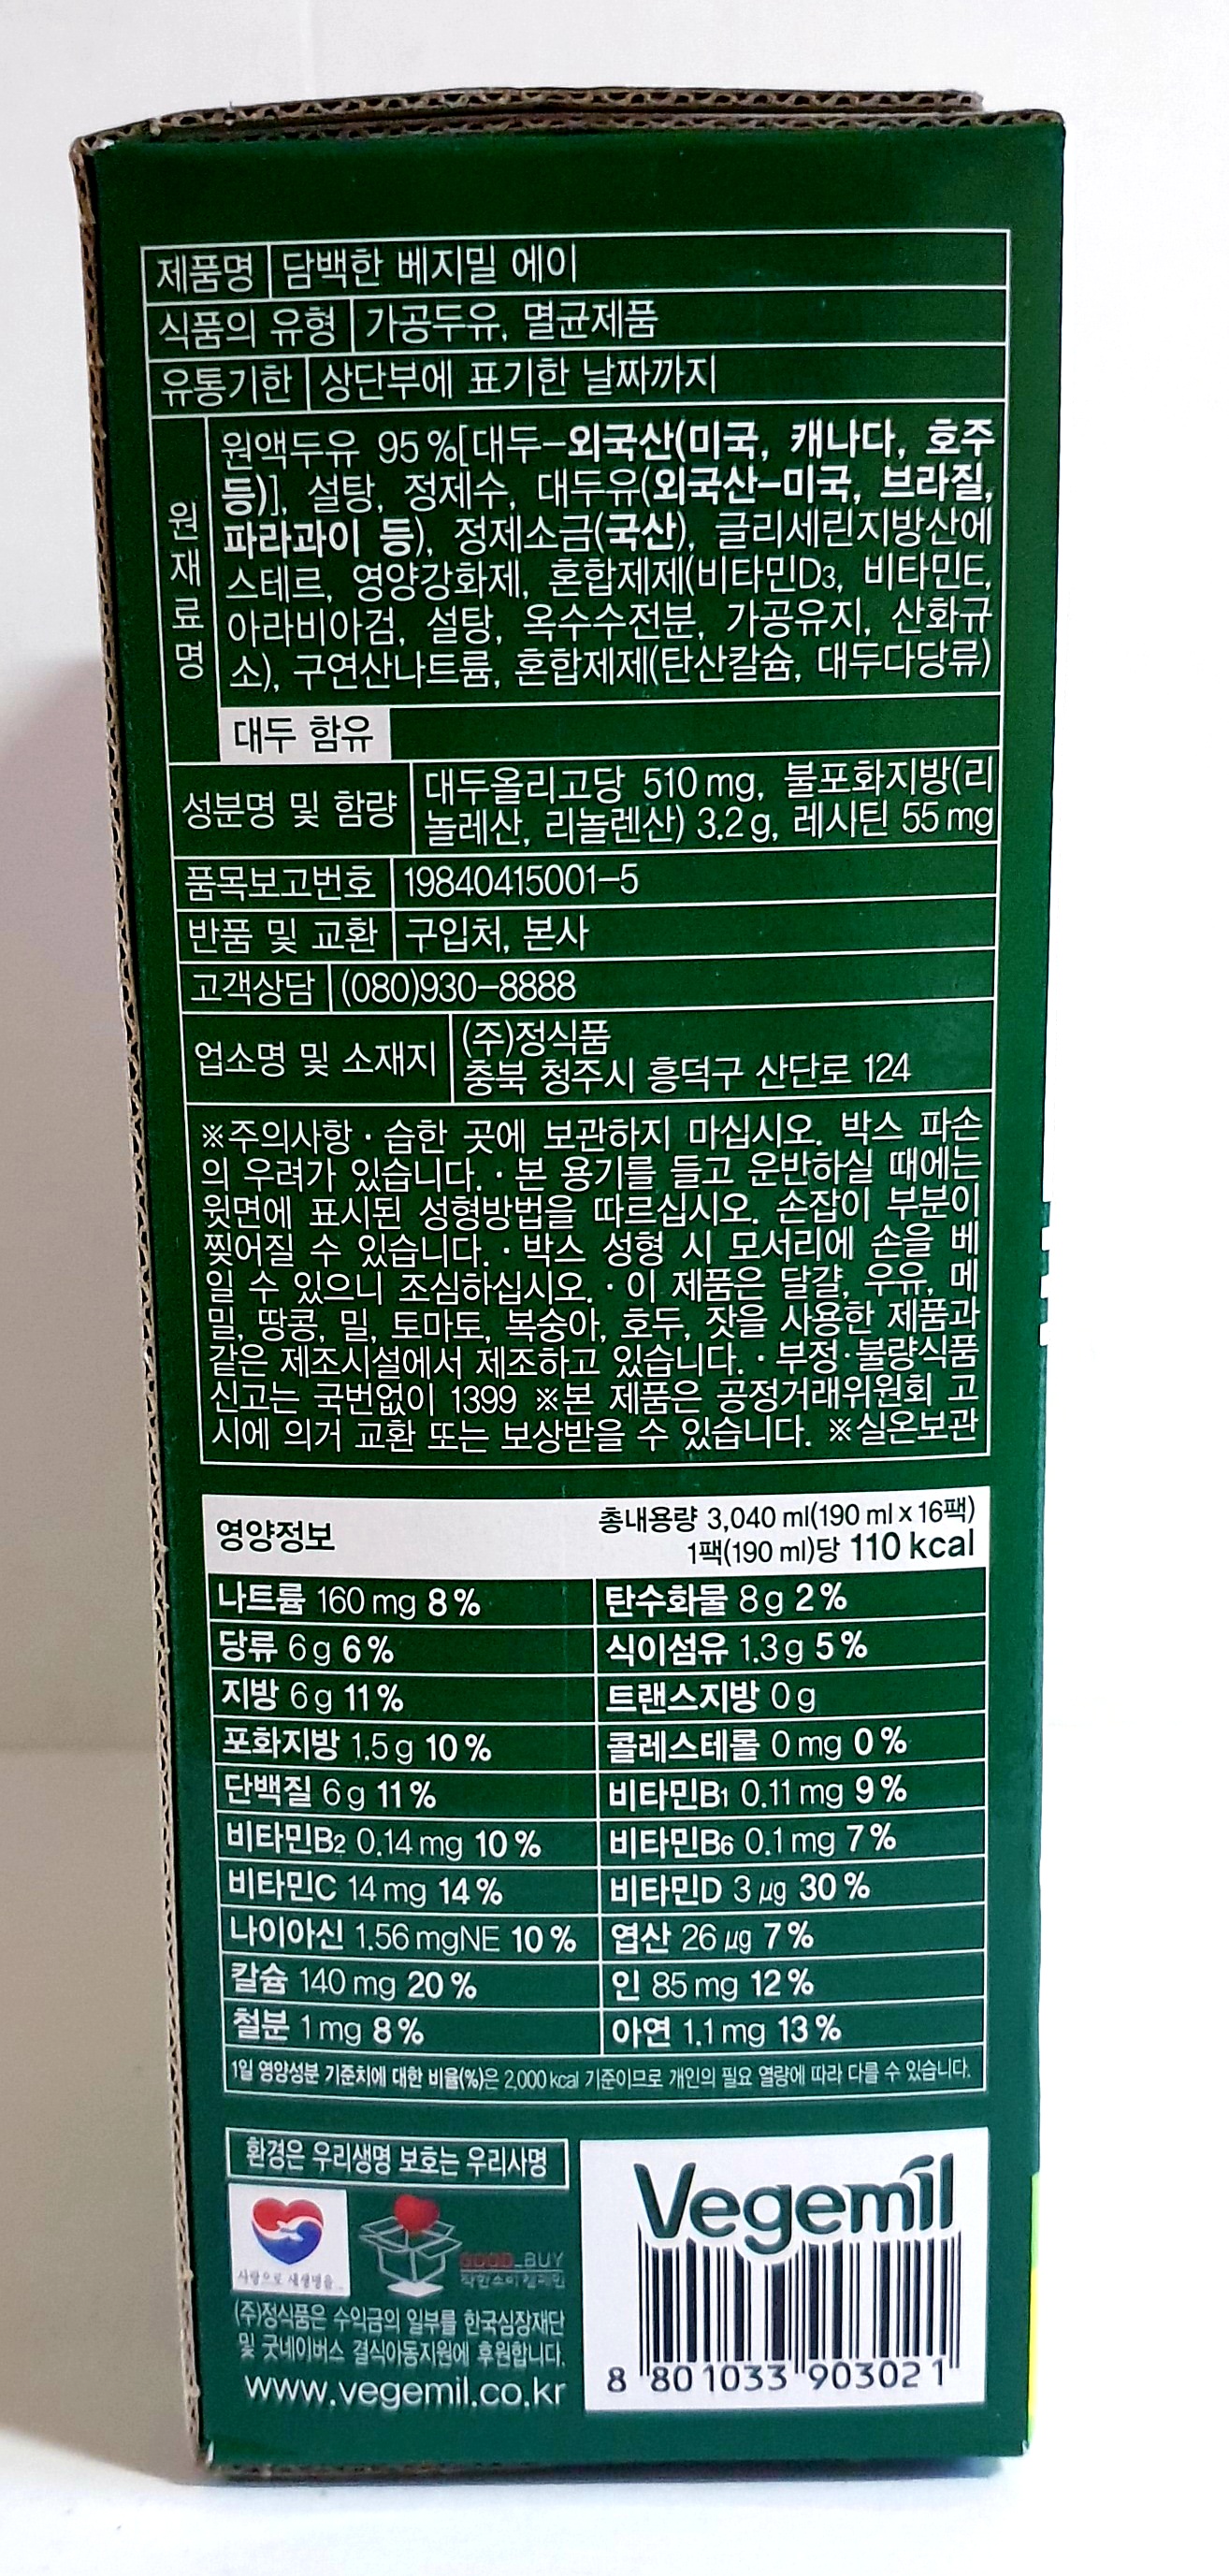 제품명 담백한 베지밀 에이
식품의 유형 가공두유, 멸균제품
유통기한 상단부에 표기한 날짜까지
원재료명
원액두유 95%[대두-외국산(미국, 캐나다, 호주
등)], 설탕, 정제수, 대두유(외국산-미국, 브라질,
파라과이 등), 정제소금(국산), 글리세린지방산에
스테르, 영양강화제, 혼합제제(비타민D3, 비타민E,
아라비아검, 설탕, 옥수수전분, 가공유지, 산화규
소), 구연산나트륨, 혼합제제(탄산칼슘, 대두다당류)
대두 함유
성분명 및 함량
대두올리고당 510 mg, 불포화지방(리
놀레산, 리놀렌산) 3.2 g, 레시틴 55 mg
품목보고번호 19840415001-5
반품 및 교환 구입처, 본사
고객상담 (080)930-8888
업소명 및 소재지
(주)정식품
충북 청주시 흥덕구 산단로 124
※주의사항 · 습한 곳에 보관하지 마십시오. 박스 파손
의 우려가 있습니다. · 본 용기를 들고 운반하실 때에는
윗면에 표시된 성형방법을 따르십시오. 손잡이 부분이
찢어질 수 있습니다. · 박스 성형 시 모서리에 손을 베
일 수 있으니 조심하십시오. · 이 제품은 달걀, 우유, 메
밀, 땅콩, 밀, 토마토, 복숭아, 호두, 잣을 사용한 제품과
같은 제조시설에서 제조하고 있습니다. · 부정·불량식품
신고는 국번없이 1399 ※본 제품은 공정거래위원회 고
시에 의거 교환 또는 보상받을 수 있습니다. ※실온보관
영양정보
총내용량 3,040 ml(190 ml x 16팩)
1팩(190 ml)당 110 kcal
나트륨 160 mg 8% 탄수화물 8 g 2%
당류 6 g 6% 식이섬유 1.3 g 5%
지방 6 g 11% 트랜스지방 0 g
포화지방 1.5 g 10% 콜레스테롤 0 mg 0%
단백질 6 g 11% 비타민B1 0.11 mg 9%
비타민B2 0.14 mg 10% 비타민B6 0.1 mg 7%
비타민C 14 mg 14% 비타민D 3 μg 30%
나이아신 1.56 mgNE 10% 엽산 26 μg 7%
칼슘 140 mg 20% 인 85 mg 12%
철분 1 mg 8% 아연 1.1 mg 13%
1일 영양성분 기준치에 대한 비율(%)은 2,000 kcal 기준이므로 개인의 필요 열량에 따라 다를 수 있습니다.
환경은 우리생명 보호는 우리사명
사랑으로 새생명을
GOOD_BUY
착한소비 캠페인
(주)정식품은 수익금의 일부를 한국심장재단
및 굿네이버스 결식아동지원에 후원합니다.
www.vegemil.co.kr
Vegemil
8 801033 903021